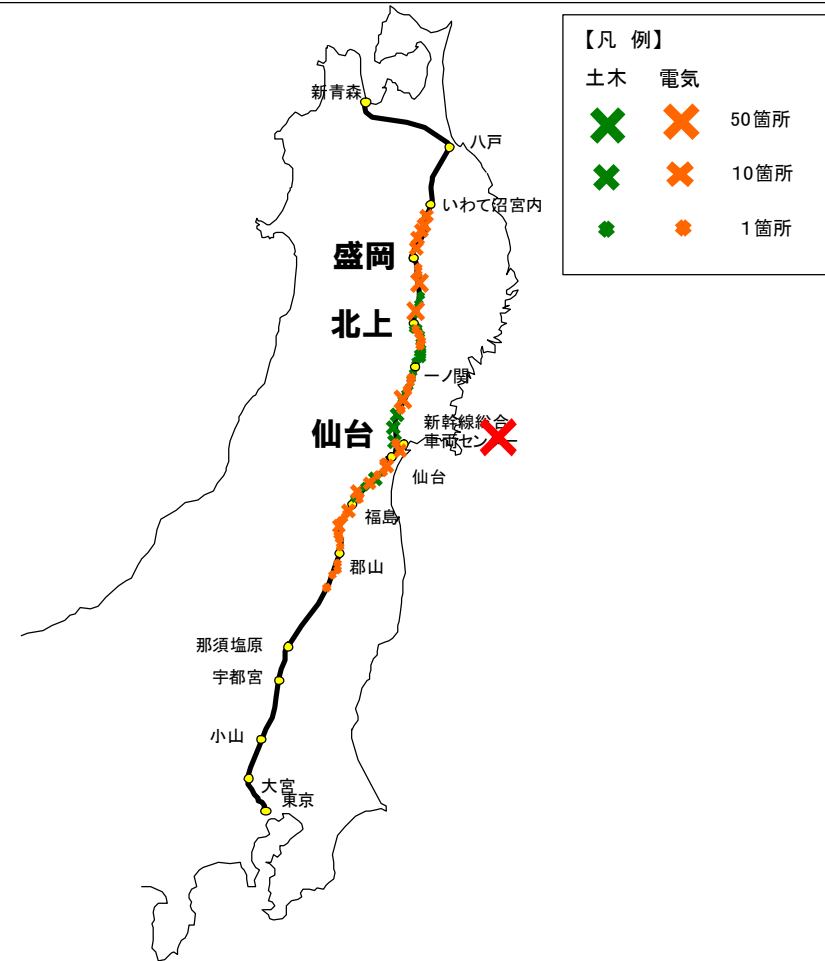 【凡 例】
土木 電気
50箇所
10箇所
1箇所
新青森
八戸
いわて沼宮内
盛岡
北上
一ノ関
新幹線総合
車両センター
仙台
仙台
福島
郡山
那須塩原
宇都宮
小山
大宮
東京